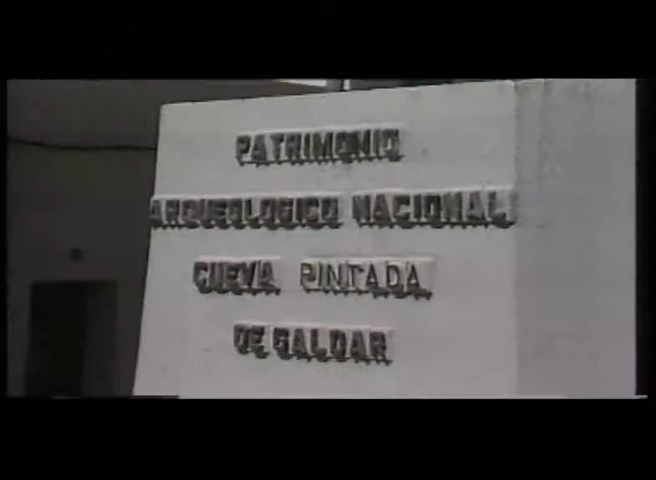 PATRIMONIO
ARQUEOLOGICO NACIONAL
CUEVA PINTADA
DE GALDAR